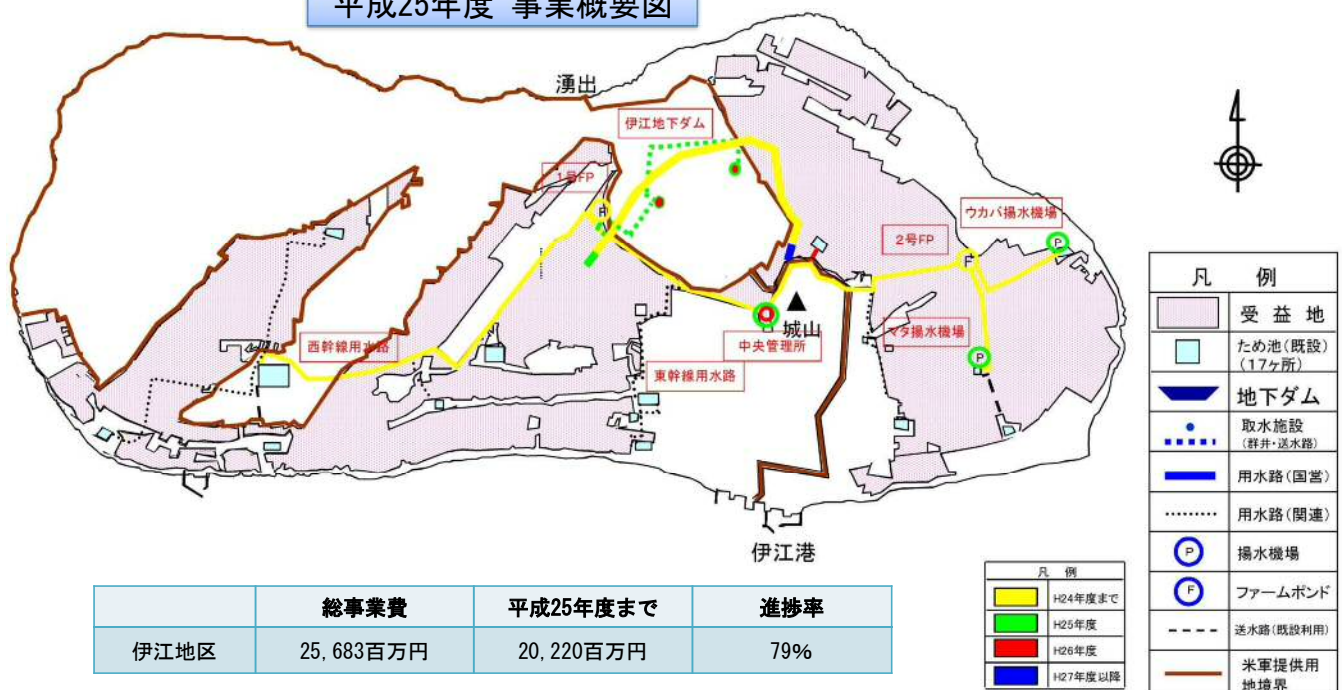 平成25年度 事業概要図
湧出
伊江地下ダム
1号FP
P
ウカバ揚水機場
P
2号FP
F
西幹線用水路
城山
中央管理所
東幹線用水路
マタ揚水機場
P
伊江港
総事業費 平成25年度まで 進捗率
伊江地区 25,683百万円 20,220百万円 79%
凡 例
H24年度まで
H25年度
H26年度
H27年度以降
凡 例
受 益 地
ため池(既設)
(17ヶ所)
地下ダム
取水施設
(群井・送水路)
用水路(国営)
用水路(関連)
P 揚水機場
F ファームポンド
送水路(既設利用)
米軍提供用
地境界